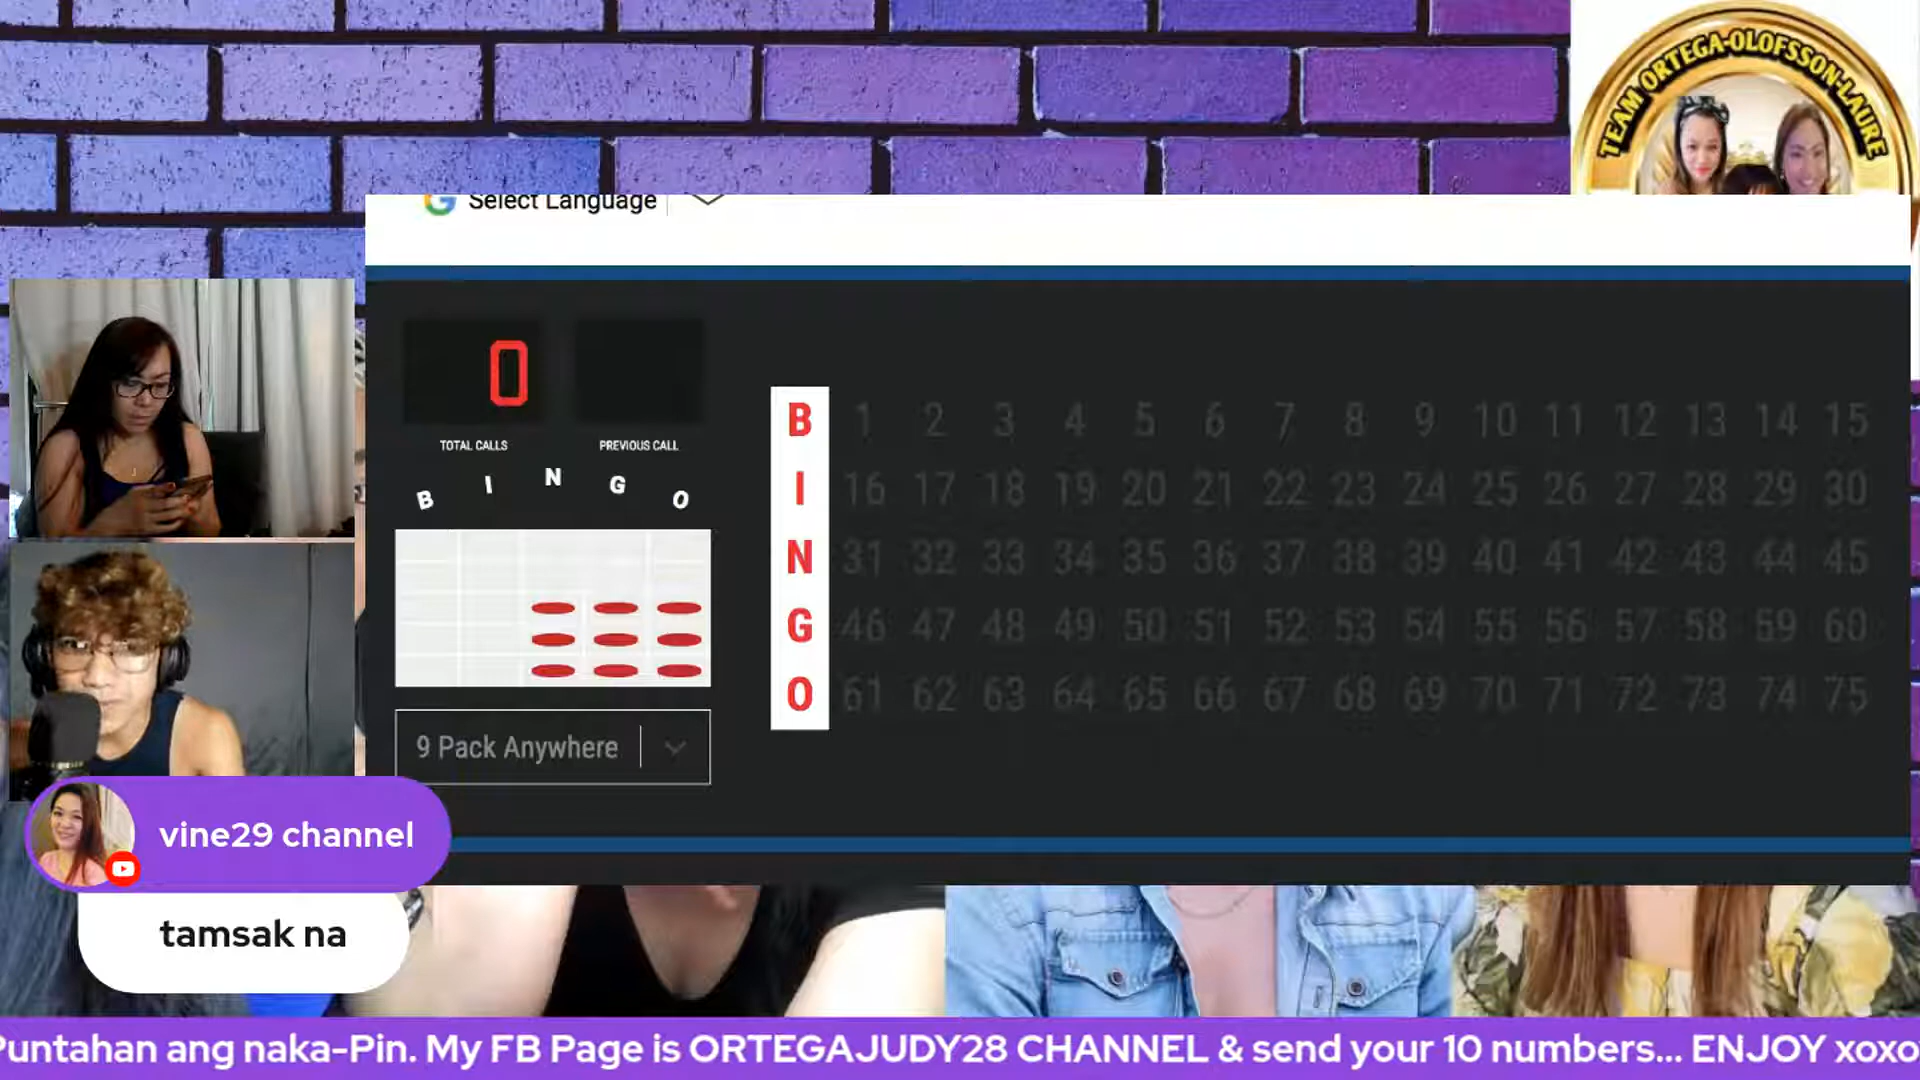 TEAM ORTEGA-OLOFSSON-LAURE
Select Language
0
TOTAL CALLS
PREVIOUS CALL
B I N G O
9 Pack Anywhere
B 1 2 3 4 5 6 7 8 9 10 11 12 13 14 15
I 16 17 18 19 20 21 22 23 24 25 26 27 28 29 30
N 31 32 33 34 35 36 37 38 39 40 41 42 43 44 45
G 46 47 48 49 50 51 52 53 54 55 56 57 58 59 60
O 61 62 63 64 65 66 67 68 69 70 71 72 73 74 75
vine29 channel
tamsak na
Puntahan ang naka-Pin. My FB Page is ORTEGAJUDY28 CHANNEL & send your 10 numbers... ENJOY xoxo